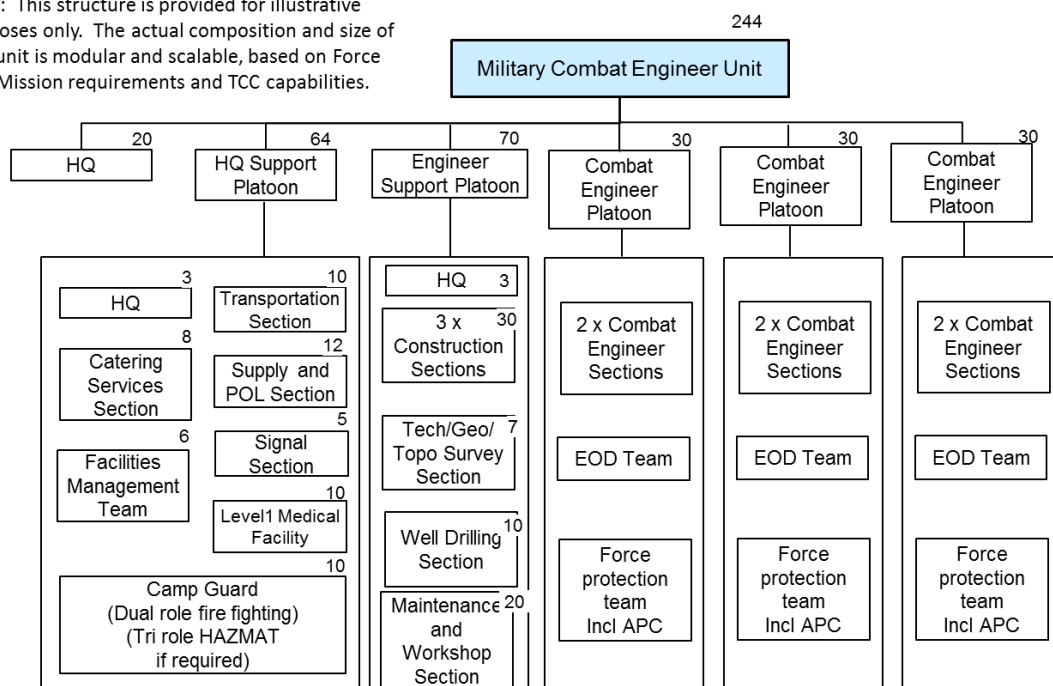 : This structure is provided for illustrative
oses only. The actual composition and size of
unit is modular and scalable, based on Force
Mission requirements and TCC capabilities.
244
Military Combat Engineer Unit
20
HQ
64
HQ Support
Platoon
70
Engineer
Support Platoon
30
Combat
Engineer
Platoon
30
Combat
Engineer
Platoon
30
Combat
Engineer
Platoon
3
HQ
10
Transportation
Section
8
Catering
Services
Section
12
Supply and
POL Section
6
Facilities
Management
Team
5
Signal
Section
10
Level1 Medical
Facility
10
Camp Guard
(Dual role fire fighting)
(Tri role HAZMAT
if required)
HQ 3
3 x 30
Construction
Sections
Tech/Geo/ 7
Topo Survey
Section
Well Drilling 10
Section
Maintenance 20
and
Workshop
Section
2 x Combat
Engineer
Sections
EOD Team
Force
protection
team
Incl APC
2 x Combat
Engineer
Sections
EOD Team
Force
protection
team
Incl APC
2 x Combat
Engineer
Sections
EOD Team
Force
protection
team
Incl APC